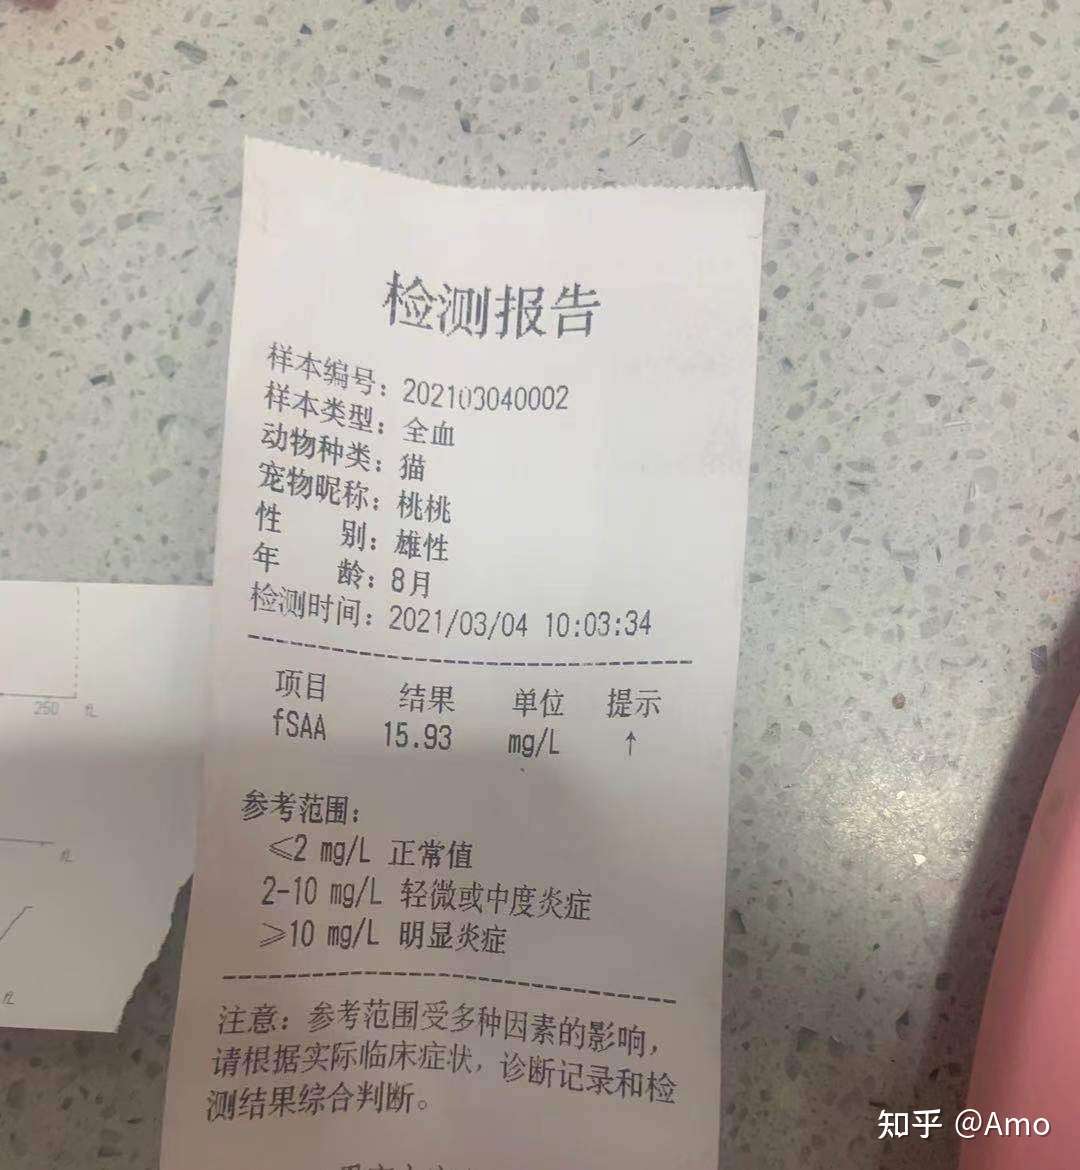 检测报告
样本编号：202103040002
样本类型：全血
动物种类：猫
宠物昵称：桃桃
性 别：雄性
年 龄：8月
检测时间：2021/03/04 10:03:34
项目 结果 单位 提示
fSAA 15.93 mg/L ↑
参考范围：
≤2 mg/L 正常值
2-10 mg/L 轻微或中度炎症
≥10 mg/L 明显炎症
注意：参考范围受多种因素的影响，
请根据实际临床症状，诊断记录和检
测结果综合判断。
250 fL
fL
fL
知乎 @Amo